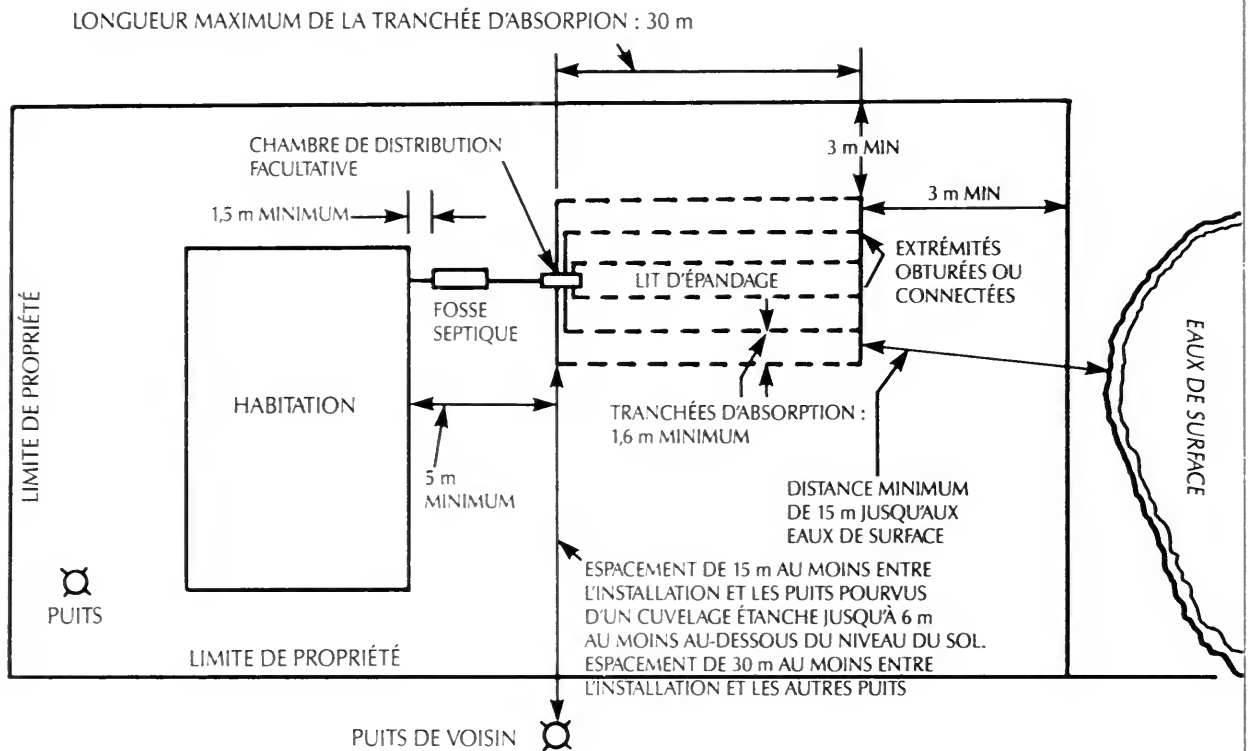 LONGUEUR MAXIMUM DE LA TRANCHÉE D'ABSORPION : 30 m
CHAMBRE DE DISTRIBUTION
FACULTATIVE
3 m MIN
1,5 m MINIMUM
3 m MIN
EXTRÉMITÉS
OBTURÉES OU
CONNECTÉES
LIT D'ÉPANDAGE
FOSSE
SEPTIQUE
LIMITE DE PROPRIÉTÉ
HABITATION
EAUX DE SURFACE
TRANCHÉES D'ABSORPTION :
1,6 m MINIMUM
5 m
MINIMUM
DISTANCE MINIMUM
DE 15 m JUSQU'AUX
EAUX DE SURFACE
ESPACEMENT DE 15 m AU MOINS ENTRE
L'INSTALLATION ET LES PUITS POURVUS
D'UN CUVELAGE ÉTANCHE JUSQU'À 6 m
AU MOINS AU-DESSOUS DU NIVEAU DU SOL.
ESPACEMENT DE 30 m AU MOINS ENTRE
L'INSTALLATION ET LES AUTRES PUITS
PUITS
LIMITE DE PROPRIÉTÉ
PUITS DE VOISIN